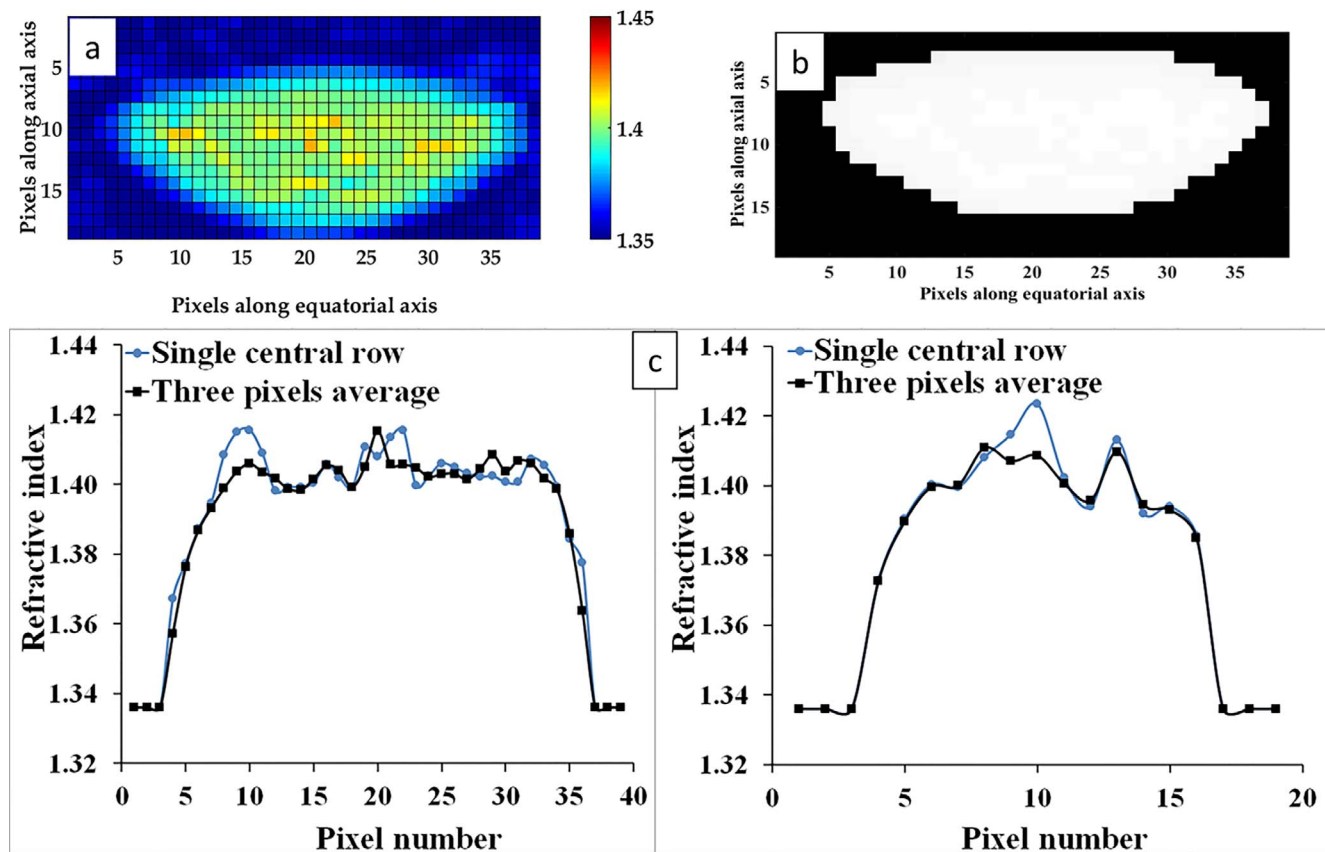 a
Pixels along axial axis
5
10
15
5 10 15 20 25 30 35
Pixels along equatorial axis
1.45
1.4
1.35
b
Pixels along axial axis
5
10
15
5 10 15 20 25 30 35
Pixels along equatorial axis
c
Single central row
Three pixels average
Refractive index
1.44
1.42
1.40
1.38
1.36
1.34
1.32
0 5 10 15 20 25 30 35 40
Pixel number
Single central row
Three pixels average
Refractive index
1.44
1.42
1.40
1.38
1.36
1.34
1.32
0 5 10 15 20
Pixel number